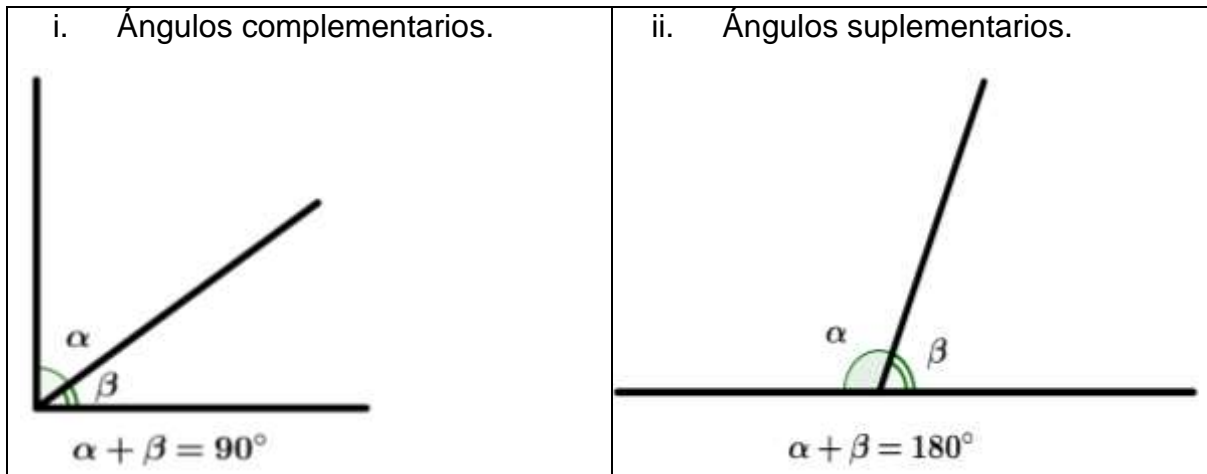 i. Ángulos complementarios.
α
β
α + β = 90°
ii. Ángulos suplementarios.
α
β
α + β = 180°